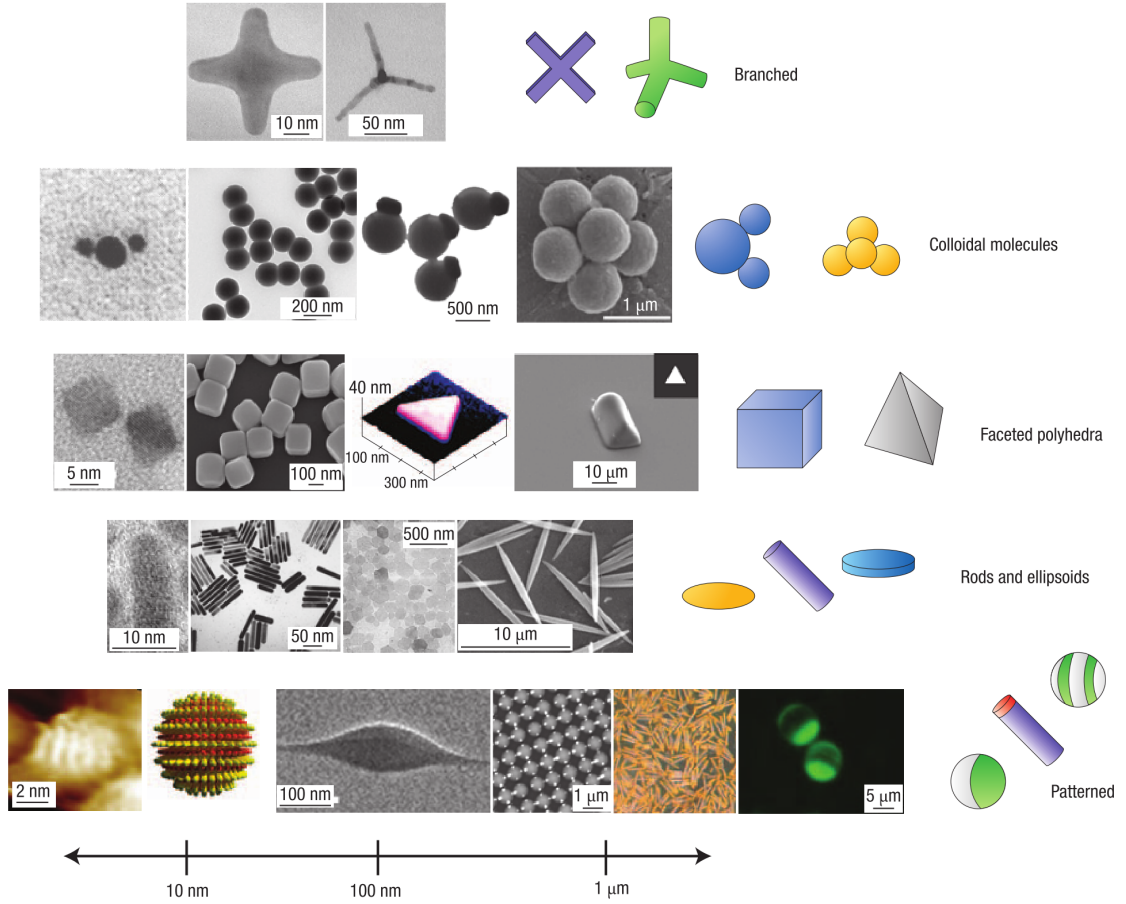 10 nm
50 nm
Branched
200 nm
500 nm
1 μm
Colloidal molecules
5 nm
100 nm
40 nm
100 nm
300 nm
10 μm
Faceted polyhedra
10 nm
50 nm
500 nm
10 μm
Rods and ellipsoids
2 nm
100 nm
1 μm
5 μm
Patterned
10 nm
100 nm
1 μm